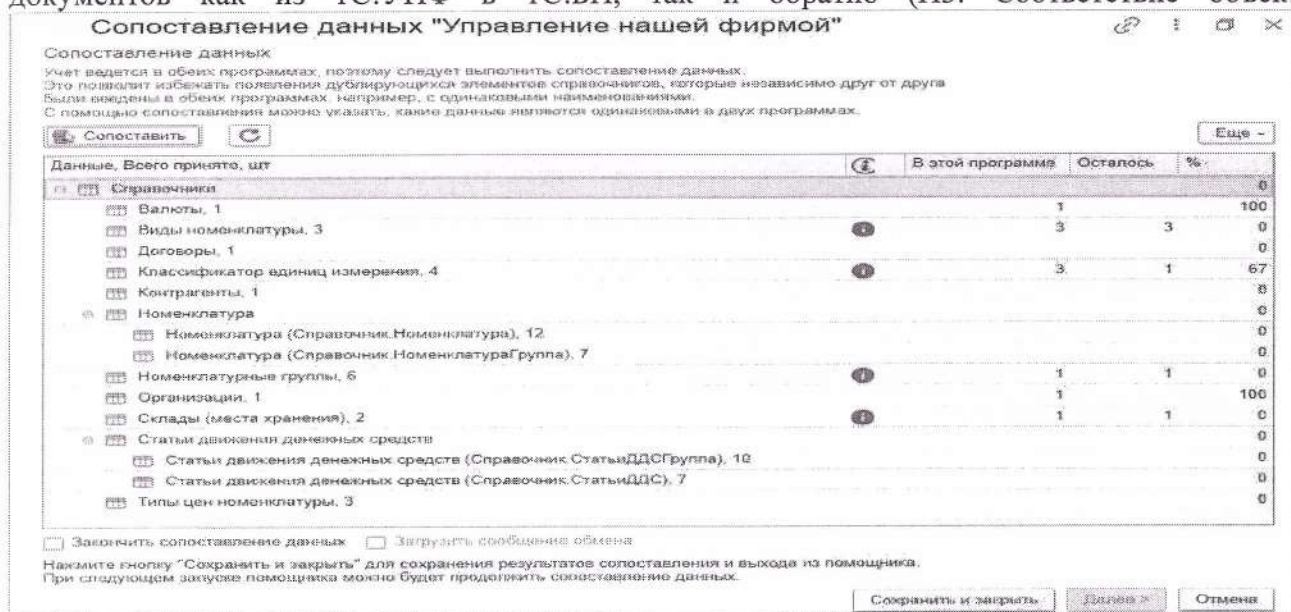 документов как из 1С:УНФ в 1С:БП, так и обратно
Сопоставление данных "Управление нашей фирмой"
Сопоставление данных
Учет ведется в обеих программах, поэтому следует выполнить сопоставление данных.
Это позволит избежать появления дублирующихся элементов справочников, которые независимо друг от друга
были введены в обеих программах, например, с одинаковыми наименованиями.
С помощью сопоставления можно указать, какие данные являются одинаковыми в двух программах.
Сопоставить Еще -
Данные, Всего принято, шт В этой программе Осталось %
Справочники 0
Валюты, 1 1 100
Виды номенклатуры, 3 3 3 0
Договоры, 1 0
Классификатор единиц измерения, 4 3 1 67
Контрагенты, 1 0
Номенклатура 0
Номенклатура (Справочник.Номенклатура), 12 0
Номенклатура (Справочник.НоменклатураГруппа), 7 0
Номенклатурные группы, 6 1 1 0
Организации, 1 1 100
Склады (места хранения), 2 1 1 0
Статьи движения денежных средств 0
Статьи движения денежных средств (Справочник.СтатьиДДСГруппа), 10 0
Статьи движения денежных средств (Справочник.СтатьиДДС), 7 0
Типы цен номенклатуры, 3 0
Закончить сопоставление данных Загрузить сообщение обмена
Нажмите кнопку "Сохранить и закрыть" для сохранения результатов сопоставления и выхода из помощника.
При следующем запуске помощника можно будет продолжить сопоставление данных.
Сохранить и закрыть Далее > Отмена